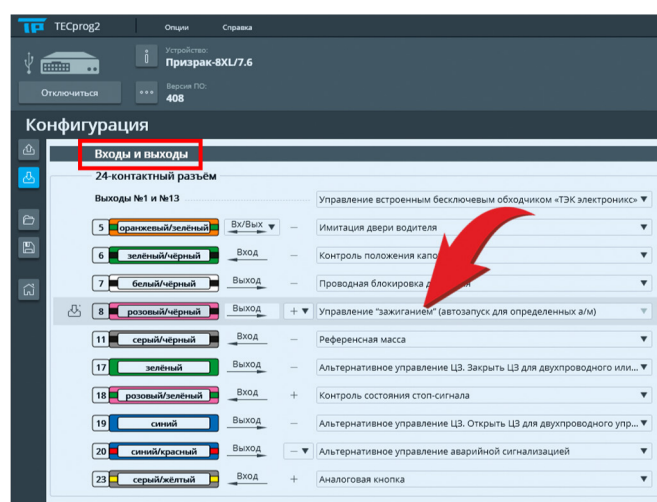 TECprog2 Опции Справка
Устройство:
Призрак-8XL/7.6
Отключиться
Версия ПО:
408
Конфигурация
Входы и выходы
24-контактный разъём
Выходы №1 и №13 Управление встроенным бесключевым обходчиком «ТЭК электроникс»
5 оранжевый/зелёный Вх/Вых − Имитация двери водителя
6 зелёный/чёрный Вход − Контроль положения
7 белый/чёрный Выход − Проводная блокировка
8 розовый/чёрный Выход + Управление "зажиганием" (автозапуск для определенных а/м)
11 серый/чёрный Вход − Референсная масса
17 зелёный Выход − Альтернативное управление ЦЗ. Закрыть ЦЗ для двухпроводного или...
18 розовый/зелёный Вход + Контроль состояния стоп-сигнала
19 синий Выход − Альтернативное управление ЦЗ. Открыть ЦЗ для двухпроводного упр...
20 синий/красный Выход − Альтернативное управление аварийной сигнализацией
23 серый/жёлтый Вход + Аналоговая кнопка